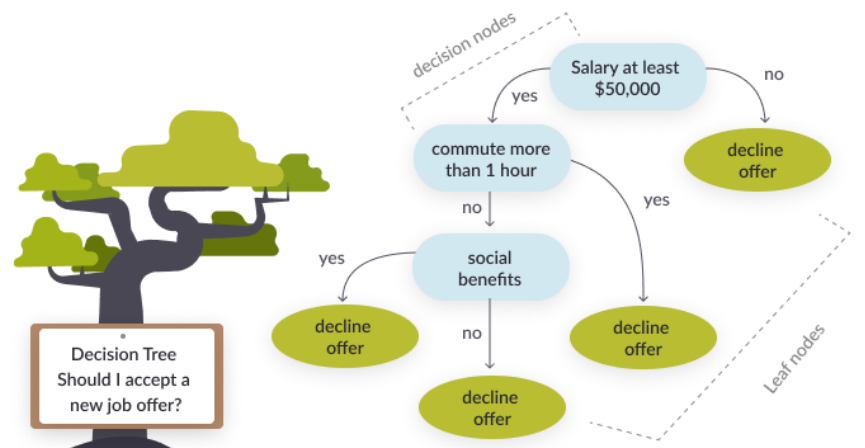 decision nodes
Salary at least
$50,000
yes
no
commute more
than 1 hour
decline
offer
no
yes
yes
social
benefits
decline
offer
no
decline
offer
decline
offer
Leaf nodes
Decision Tree
Should I accept a
new job offer?